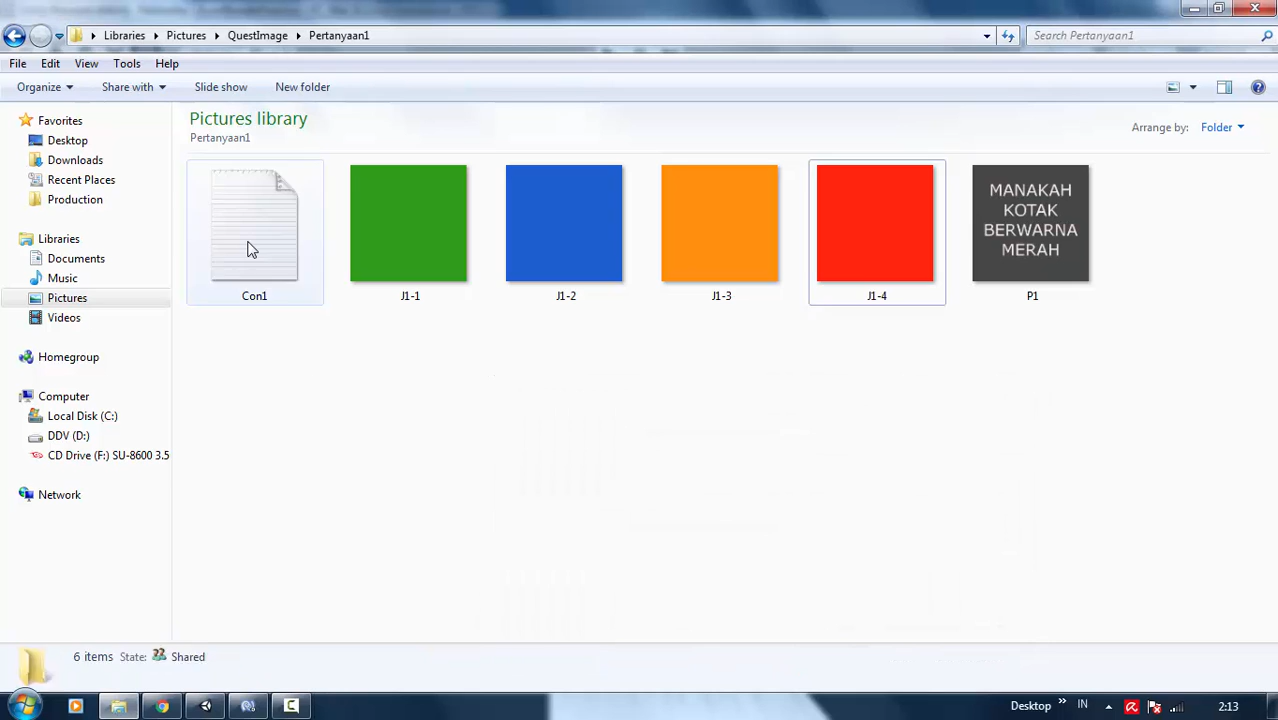 Libraries Pictures QuestImage Pertanyaan1 Search Pertanyaan1
File Edit View Tools Help
Organize Share with Slide show New folder
Favorites
Desktop
Downloads
Recent Places
Production
Libraries
Documents
Music
Pictures
Videos
Homegroup
Computer
Local Disk (C:)
DDV (D:)
CD Drive (F:) SU-8600 3.5
Network
Pictures library
Pertanyaan1
Arrange by: Folder
MANAKAH
KOTAK
BERWARNA
MERAH
Con1 J1-1 J1-2 J1-3 J1-4 P1
6 items State: Shared
Desktop » IN 2:13